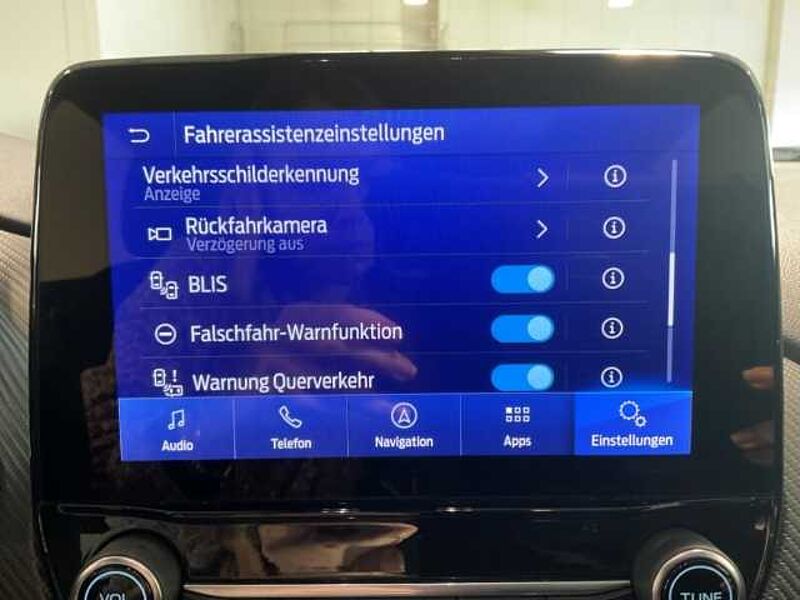 Fahrerassistenzeinstellungen
Verkehrsschilderkennung
Anzeige
Rückfahrkamera
Verzögerung aus
BLIS
Falschfahr-Warnfunktion
Warnung Querverkehr
Audio
Telefon
Navigation
Apps
Einstellungen
VOL
TUNE